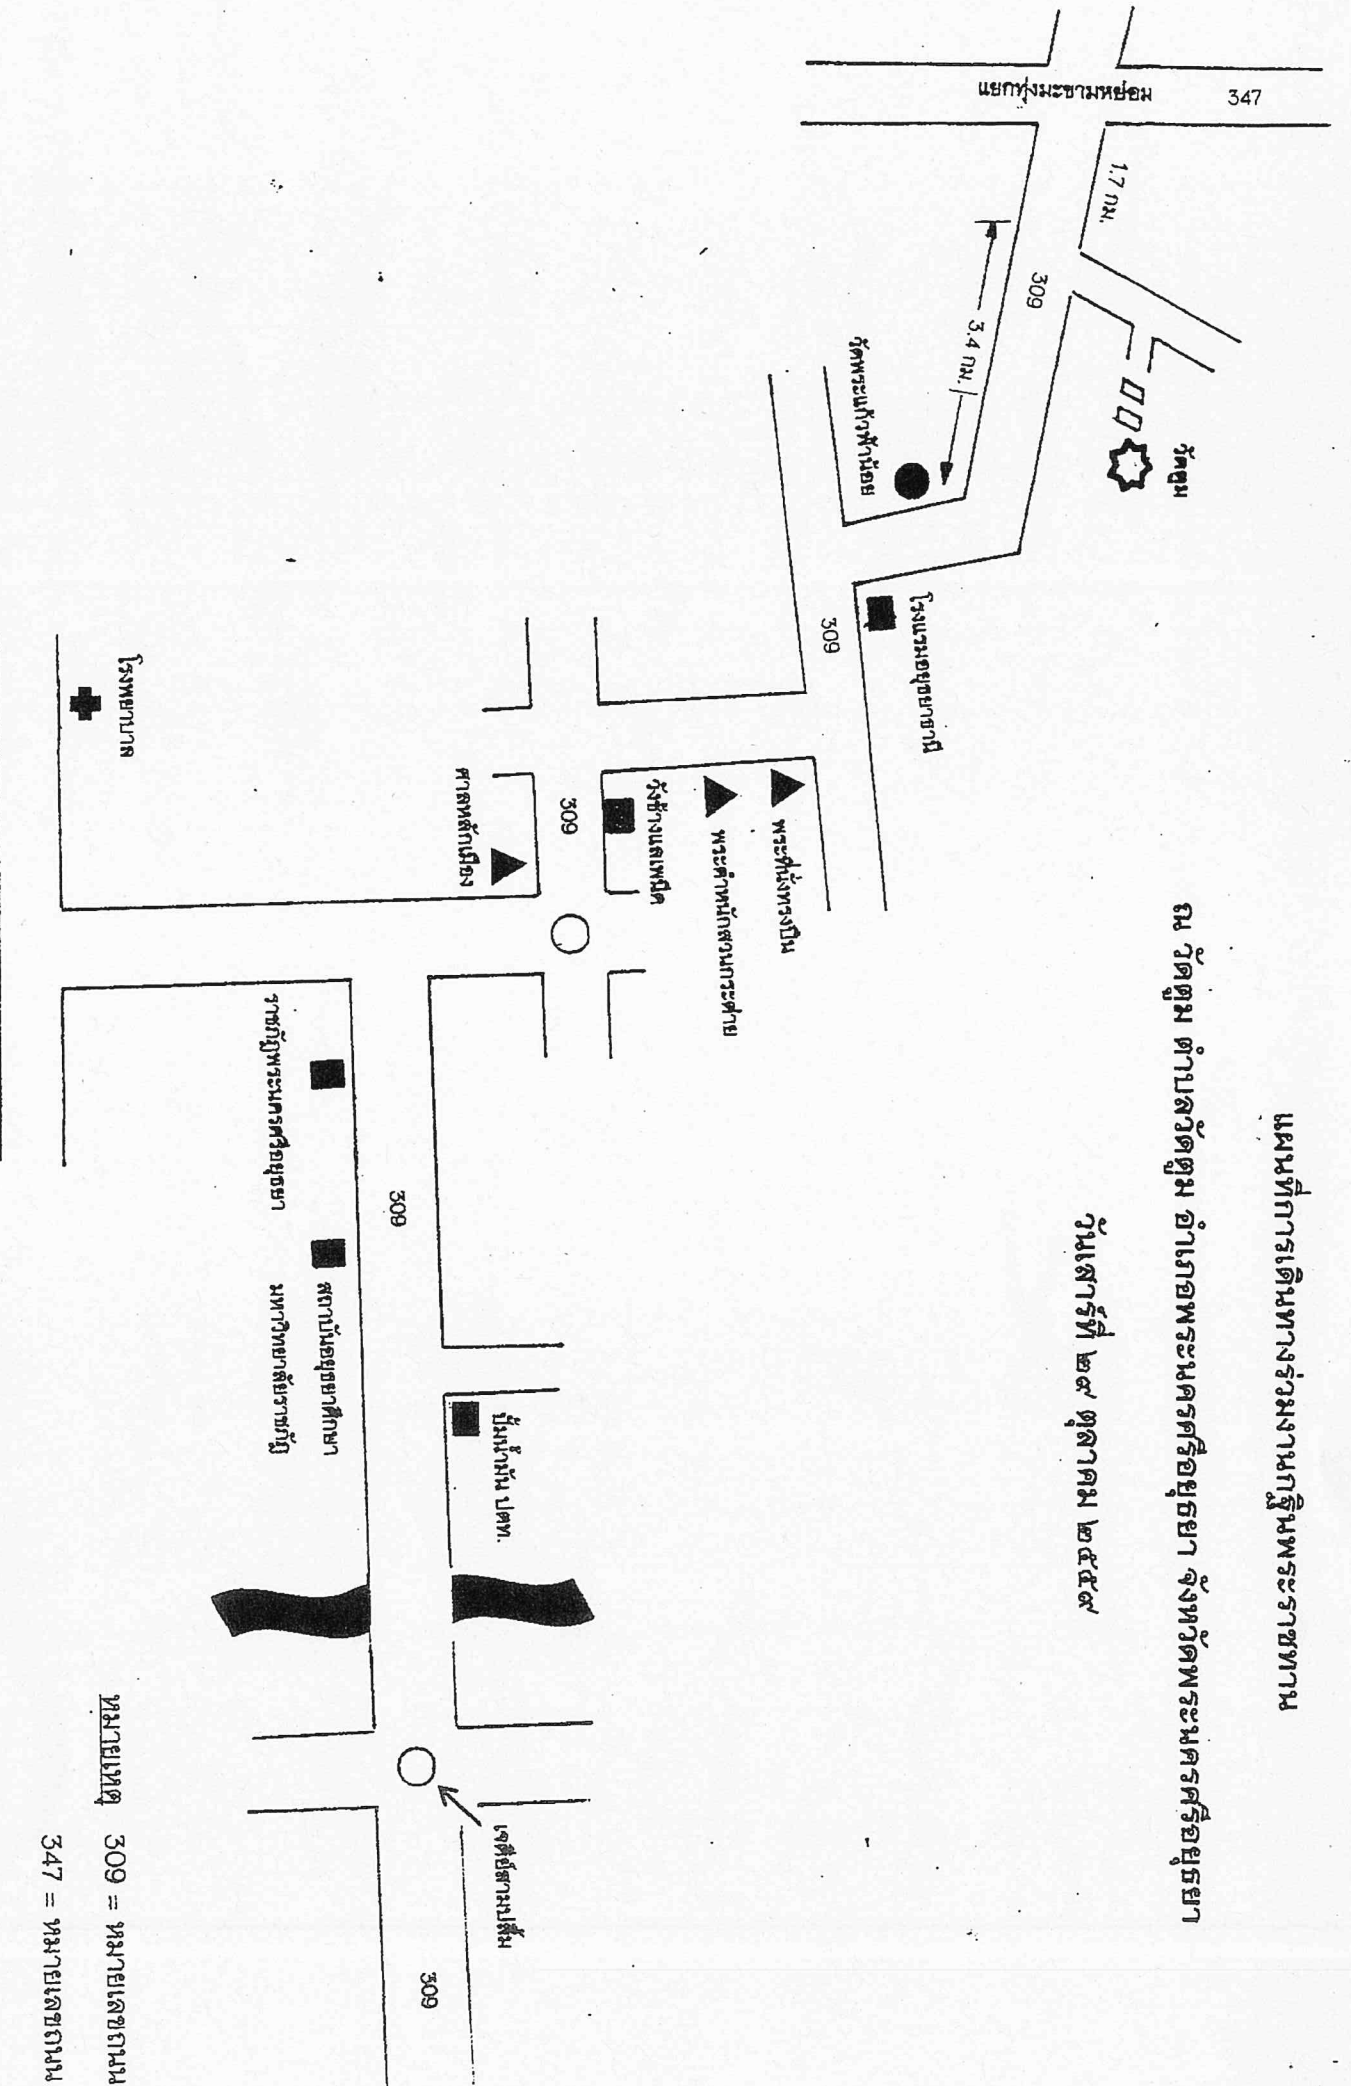 แผนที่การเดินทางร่วมงานกฐินพระราชทาน
ณ วัดตูม ตำบลวัดตูม อำเภอพระนครศรีอยุธยา จังหวัดพระนครศรีอยุธยา
วันเสาร์ที่ ๒๙ ตุลาคม ๒๕๕๙
347
แยกทุ่งมะขามหย่อม
1.7 กม.
309
3.4 กม.
วัดตูม
วัดพระแก้วฟ้าน้อย
โรงแรมอยุธยาธานี
309
พระที่นั่งทรงปืน
พระตำหนักสวนกระต่าย
วังช้างแลเพนียด
309
ศาลหลักเมือง
โรงพยาบาล
ราชภัฏพระนครศรีอยุธยา
309
สถาบันอยุธยาศึกษา
มหาวิทยาลัยราชภัฏ
ปั๊มน้ำมัน ปตท.
เจดีย์สามปลื้ม
309
หมายเหตุ 309 = หมายเลขถนน
347 = หมายเลขถนน